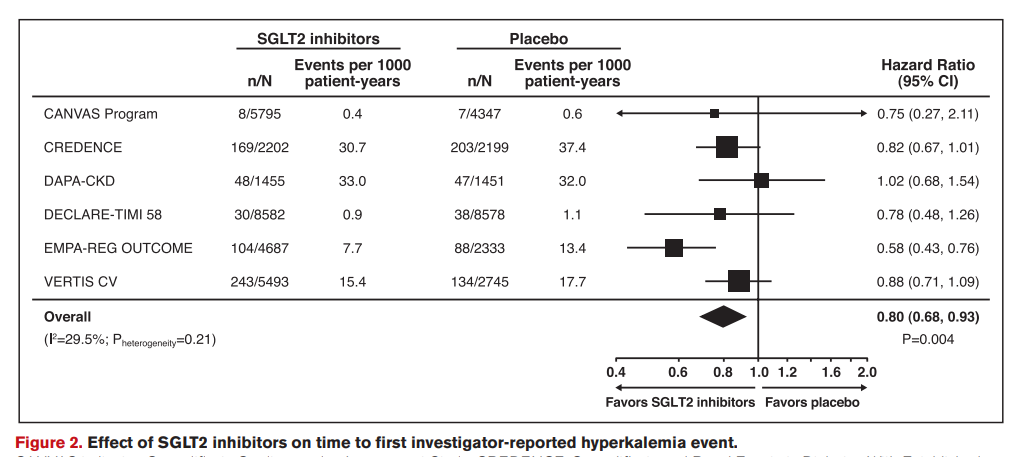 SGLT2 inhibitors Placebo
n/N Events per 1000 patient-years n/N Events per 1000 patient-years Hazard Ratio (95% CI)
CANVAS Program 8/5795 0.4 7/4347 0.6 0.75 (0.27, 2.11)
CREDENCE 169/2202 30.7 203/2199 37.4 0.82 (0.67, 1.01)
DAPA-CKD 48/1455 33.0 47/1451 32.0 1.02 (0.68, 1.54)
DECLARE-TIMI 58 30/8582 0.9 38/8578 1.1 0.78 (0.48, 1.26)
EMPA-REG OUTCOME 104/4687 7.7 88/2333 13.4 0.58 (0.43, 0.76)
VERTIS CV 243/5493 15.4 134/2745 17.7 0.88 (0.71, 1.09)
Overall 0.80 (0.68, 0.93)
(I²=29.5%; Pheterogeneity=0.21) P=0.004
0.4 0.6 0.8 1.0 1.2 1.6 2.0
Favors SGLT2 inhibitors Favors placebo
Figure 2. Effect of SGLT2 inhibitors on time to first investigator-reported hyperkalemia event.